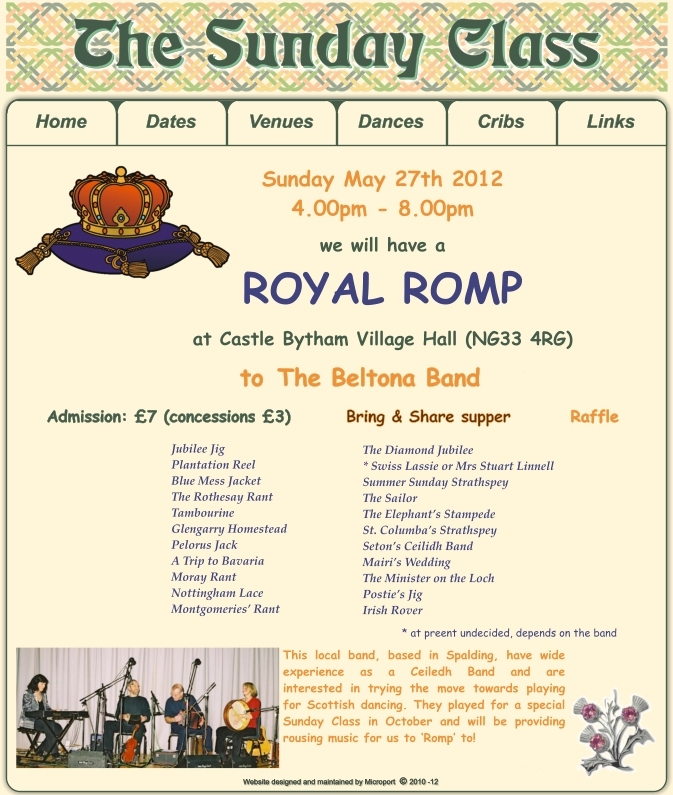 The Sunday Class
Home Dates Venues Dances Cribs Links
Sunday May 27th 2012
4.00pm - 8.00pm
we will have a
ROYAL ROMP
at Castle Bytham Village Hall (NG33 4RG)
to The Beltona Band
Admission: £7 (concessions £3) Bring & Share supper Raffle
Jubilee Jig
Plantation Reel
Blue Mess Jacket
The Rothesay Rant
Tambourine
Glengarry Homestead
Pelorus Jack
A Trip to Bavaria
Moray Rant
Nottingham Lace
Montgomeries' Rant
The Diamond Jubilee
* Swiss Lassie or Mrs Stuart Linnell
Summer Sunday Strathspey
The Sailor
The Elephant's Stampede
St. Columba's Strathspey
Seton's Ceilidh Band
Mairi's Wedding
The Minister on the Loch
Postie's Jig
Irish Rover
* at preent undecided, depends on the band
This local band, based in Spalding, have wide
experience as a Ceiledh Band and are
interested in trying the move towards playing
for Scottish dancing. They played for a special
Sunday Class in October and will be providing
rousing music for us to 'Romp' to!
Website designed and maintained by Microport © 2010 -12